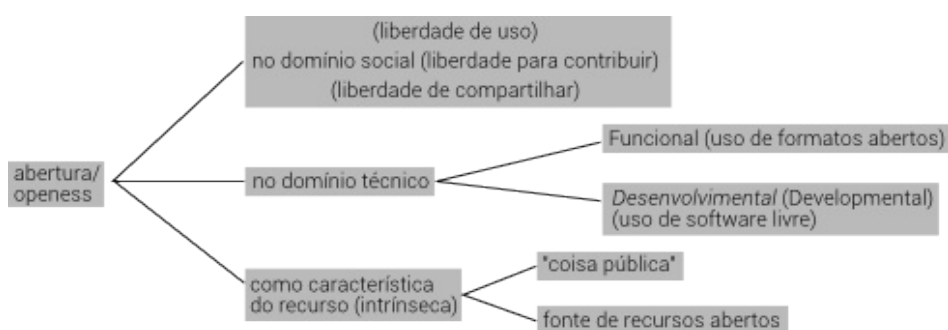 (liberdade de uso)
no domínio social (liberdade para contribuir)
(liberdade de compartilhar)
abertura/
openess
no domínio técnico
Funcional (uso de formatos abertos)
Desenvolvimental (Developmental)
(uso de software livre)
como característica
do recurso (intrínseca)
"coisa pública"
fonte de recursos abertos